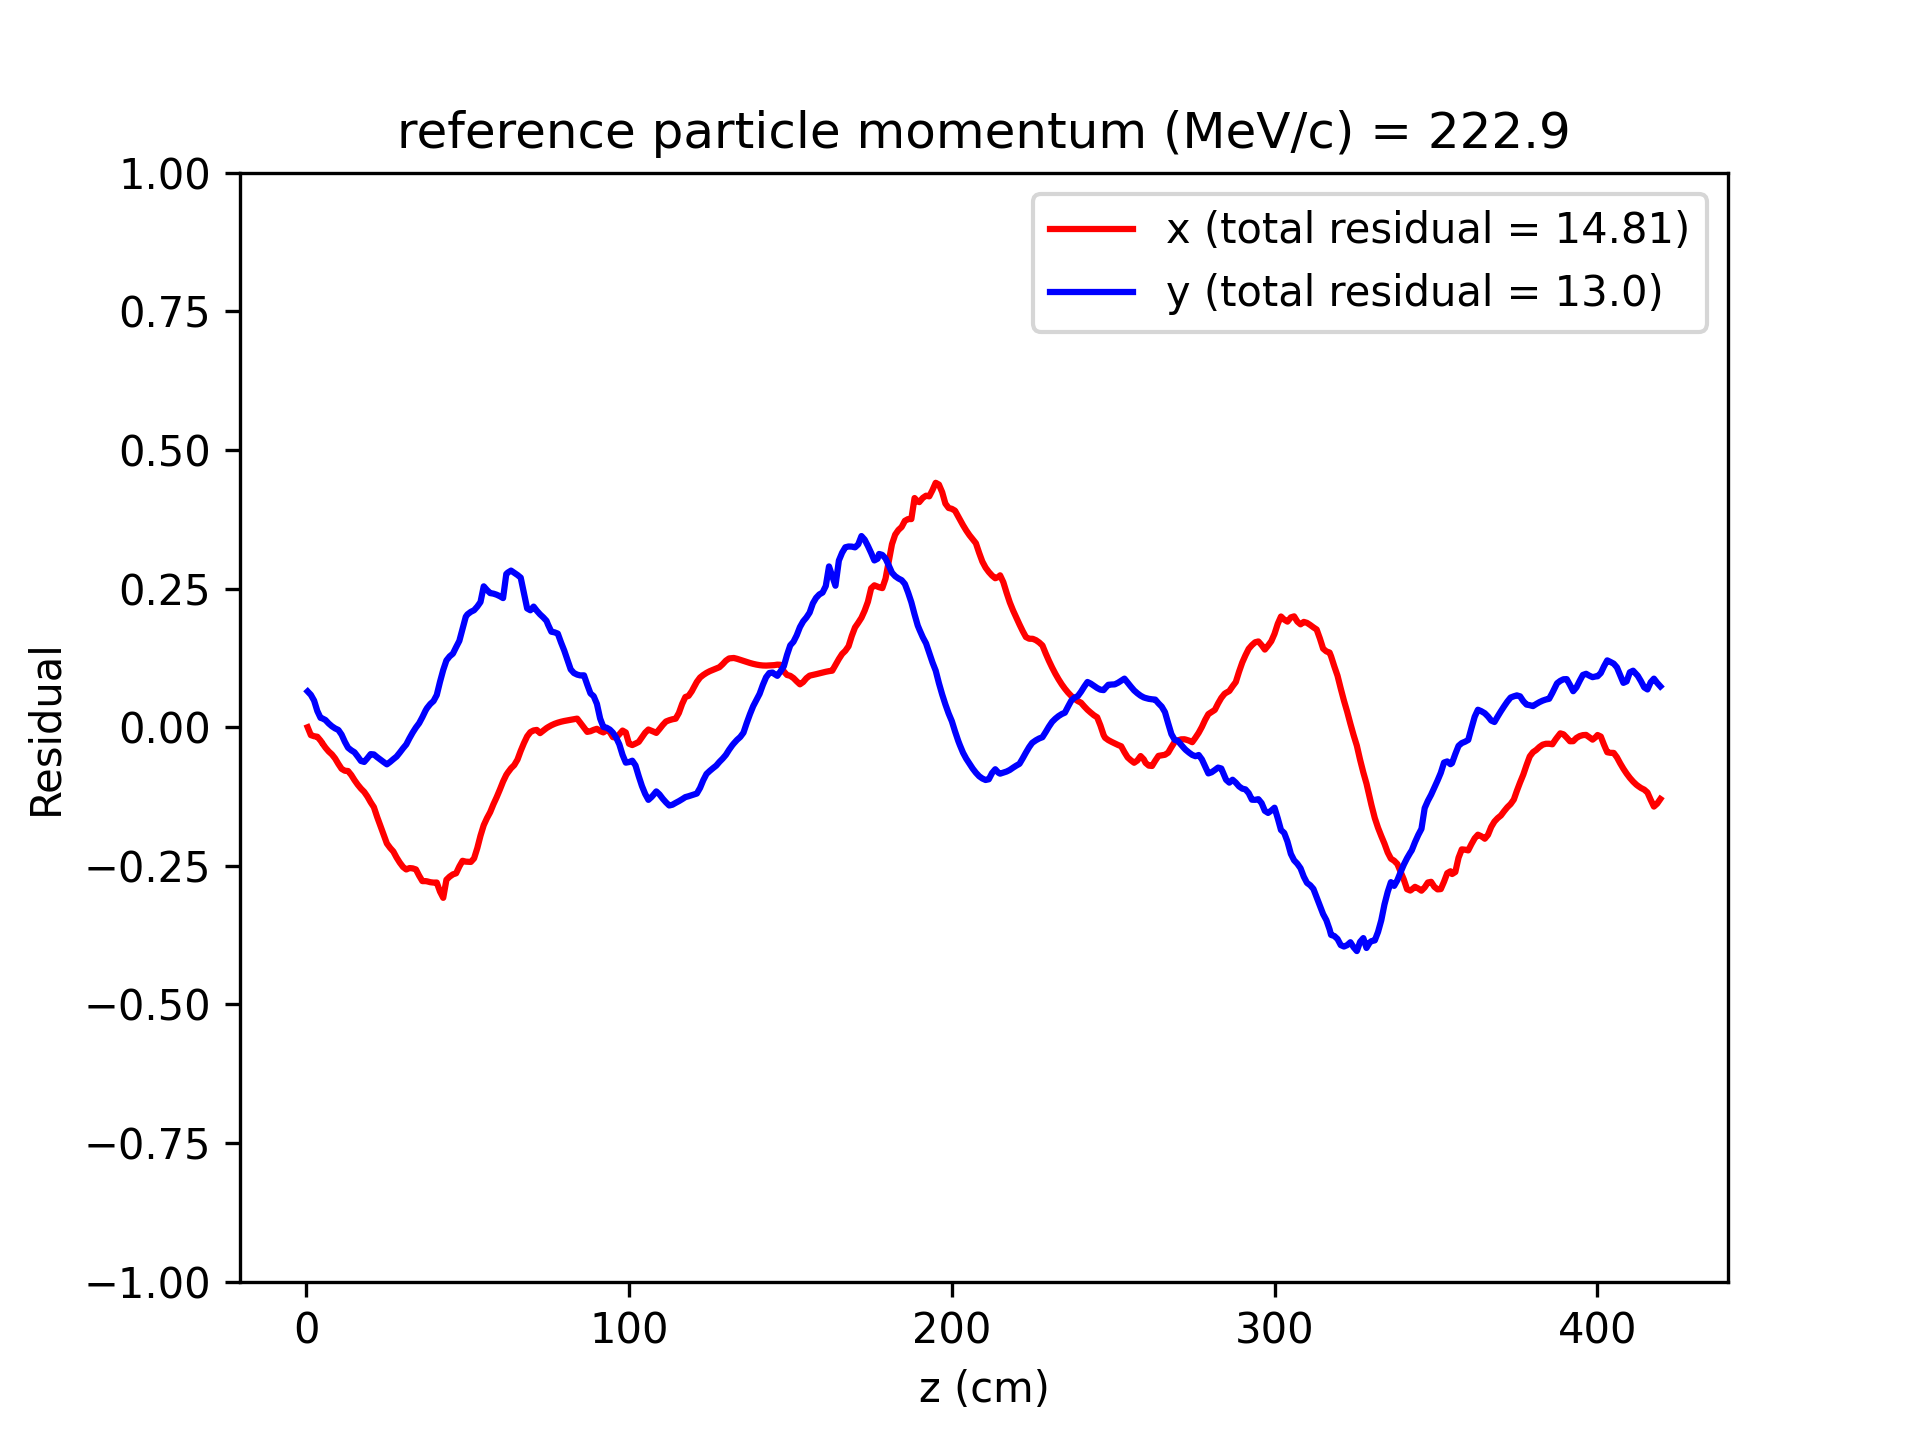 reference particle momentum (MeV/c) = 222.9
x (total residual = 14.81)
y (total residual = 13.0)
1.00
0.75
0.50
0.25
0.00
−0.25
−0.50
−0.75
−1.00
Residual
0 100 200 300 400
z (cm)